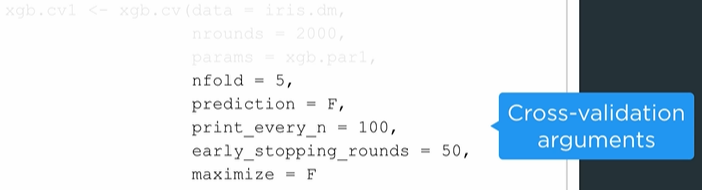 xgb.cv1 <- xgb.cv(data = iris.dm,
nrounds = 2000,
params = xgb.par1,
nfold = 5,
prediction = F,
print_every_n = 100,
early_stopping_rounds = 50,
maximize = F
Cross-validation
arguments